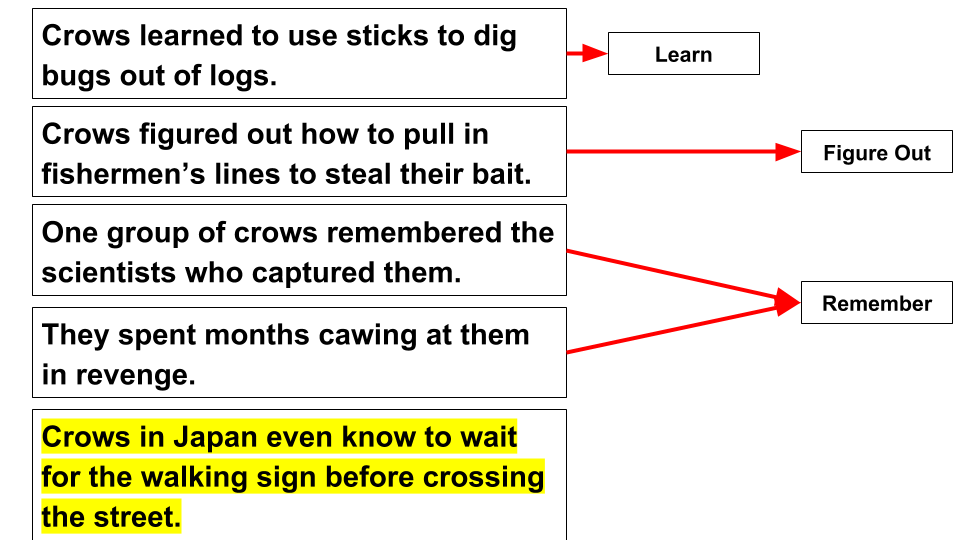 Crows learned to use sticks to dig
bugs out of logs.
Learn
Crows figured out how to pull in
fishermen’s lines to steal their bait.
Figure Out
One group of crows remembered the
scientists who captured them.
They spent months cawing at them
in revenge.
Remember
Crows in Japan even know to wait
for the walking sign before crossing
the street.